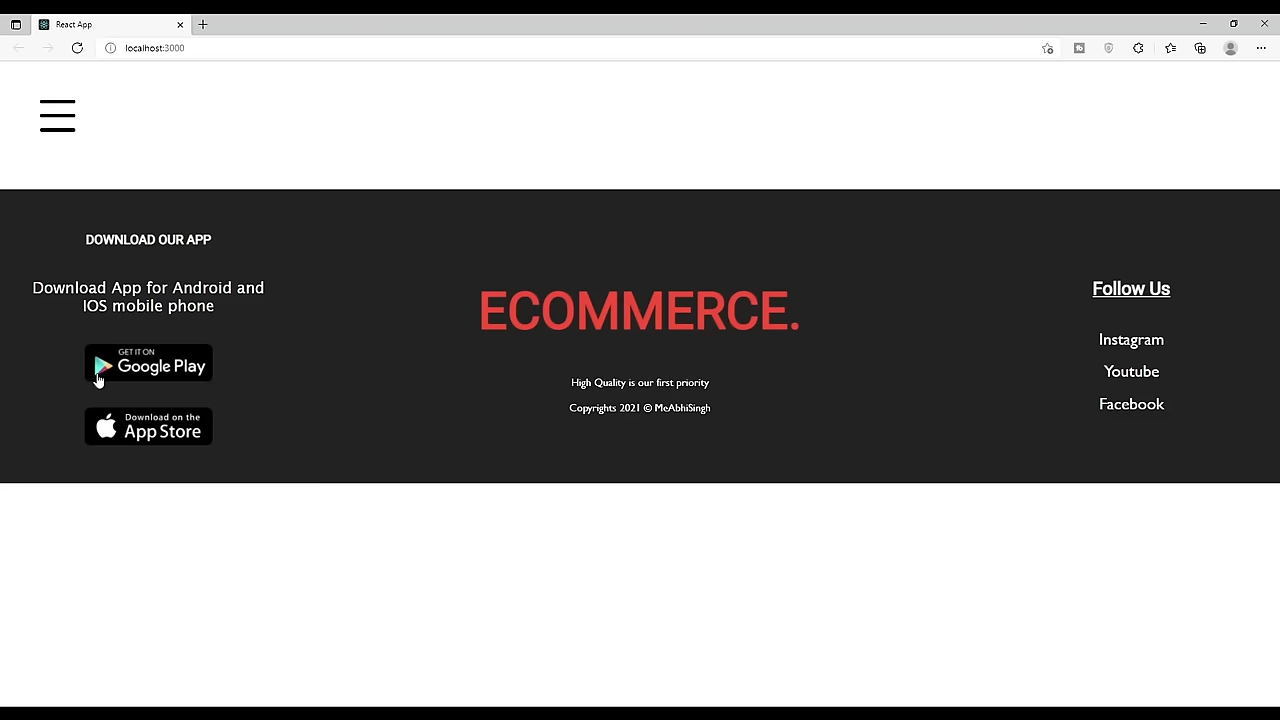 React App
localhost:3000
DOWNLOAD OUR APP
Download App for Android and
IOS mobile phone
GET IT ON
Google Play
Download on the
App Store
ECOMMERCE.
High Quality is our first priority
Copyrights 2021 © MeAbhiSingh
Follow Us
Instagram
Youtube
Facebook